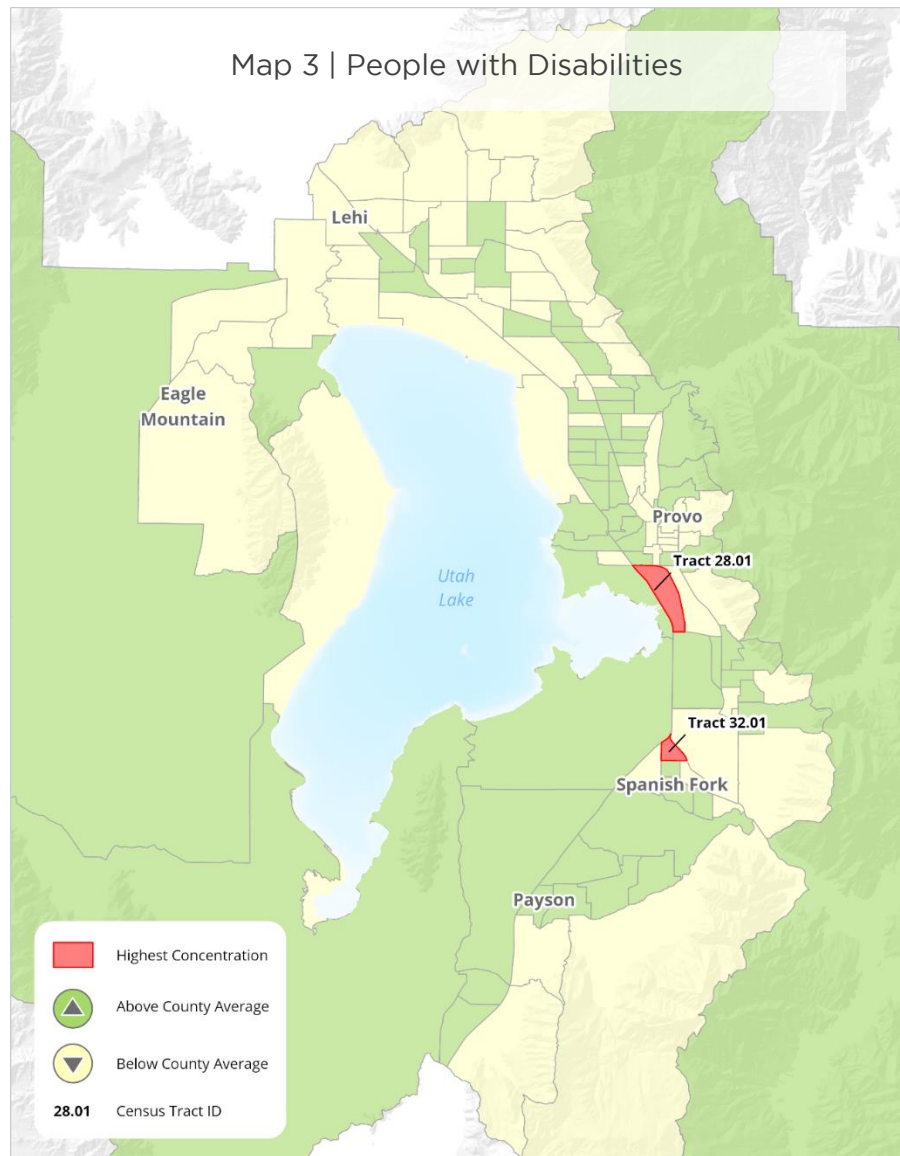 Map 3 | People with Disabilities
Lehi
Eagle
Mountain
Provo
Tract 28.01
Utah
Lake
Tract 32.01
Spanish Fork
Payson
Highest Concentration
Above County Average
Below County Average
28.01 Census Tract ID